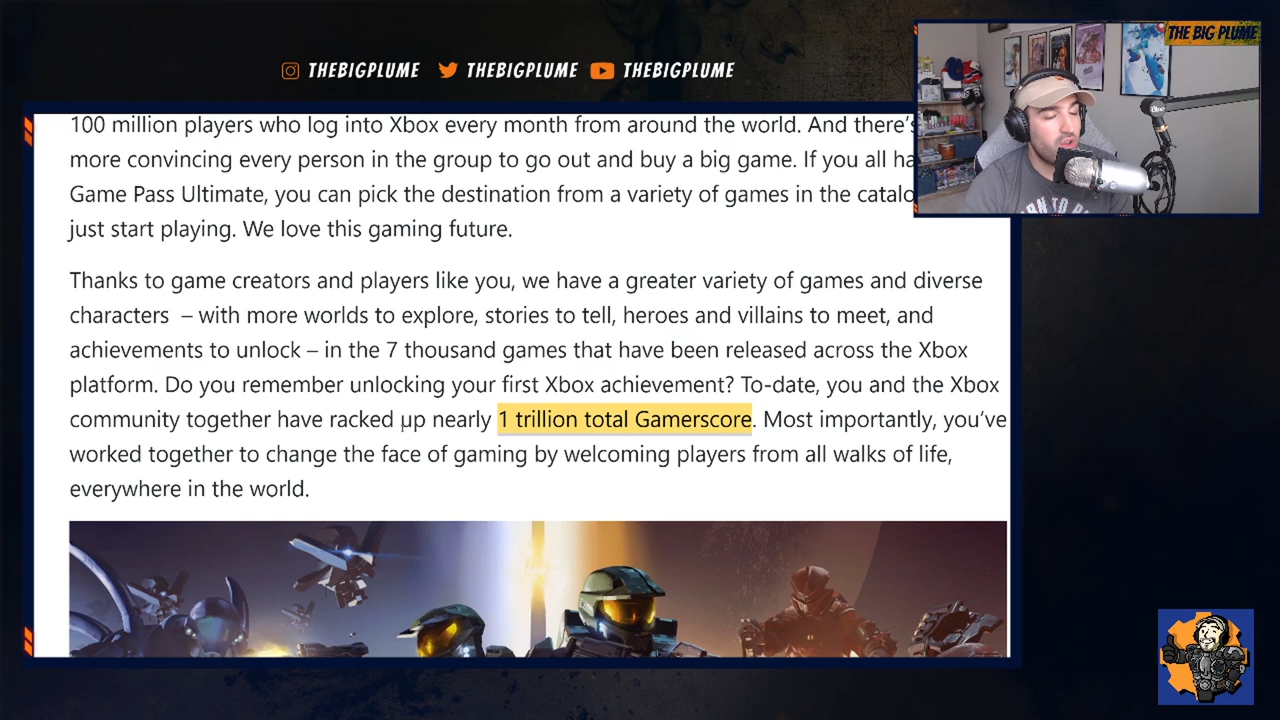 THEBIGPLUME THEBIGPLUME THEBIGPLUME
THE BIG PLUME
100 million players who log into Xbox every month from around the world. And there's
more convincing every person in the group to go out and buy a big game. If you all ha
Game Pass Ultimate, you can pick the destination from a variety of games in the catalo
just start playing. We love this gaming future.
Thanks to game creators and players like you, we have a greater variety of games and diverse
characters – with more worlds to explore, stories to tell, heroes and villains to meet, and
achievements to unlock – in the 7 thousand games that have been released across the Xbox
platform. Do you remember unlocking your first Xbox achievement? To-date, you and the Xbox
community together have racked up nearly 1 trillion total Gamerscore. Most importantly, you've
worked together to change the face of gaming by welcoming players from all walks of life,
everywhere in the world.